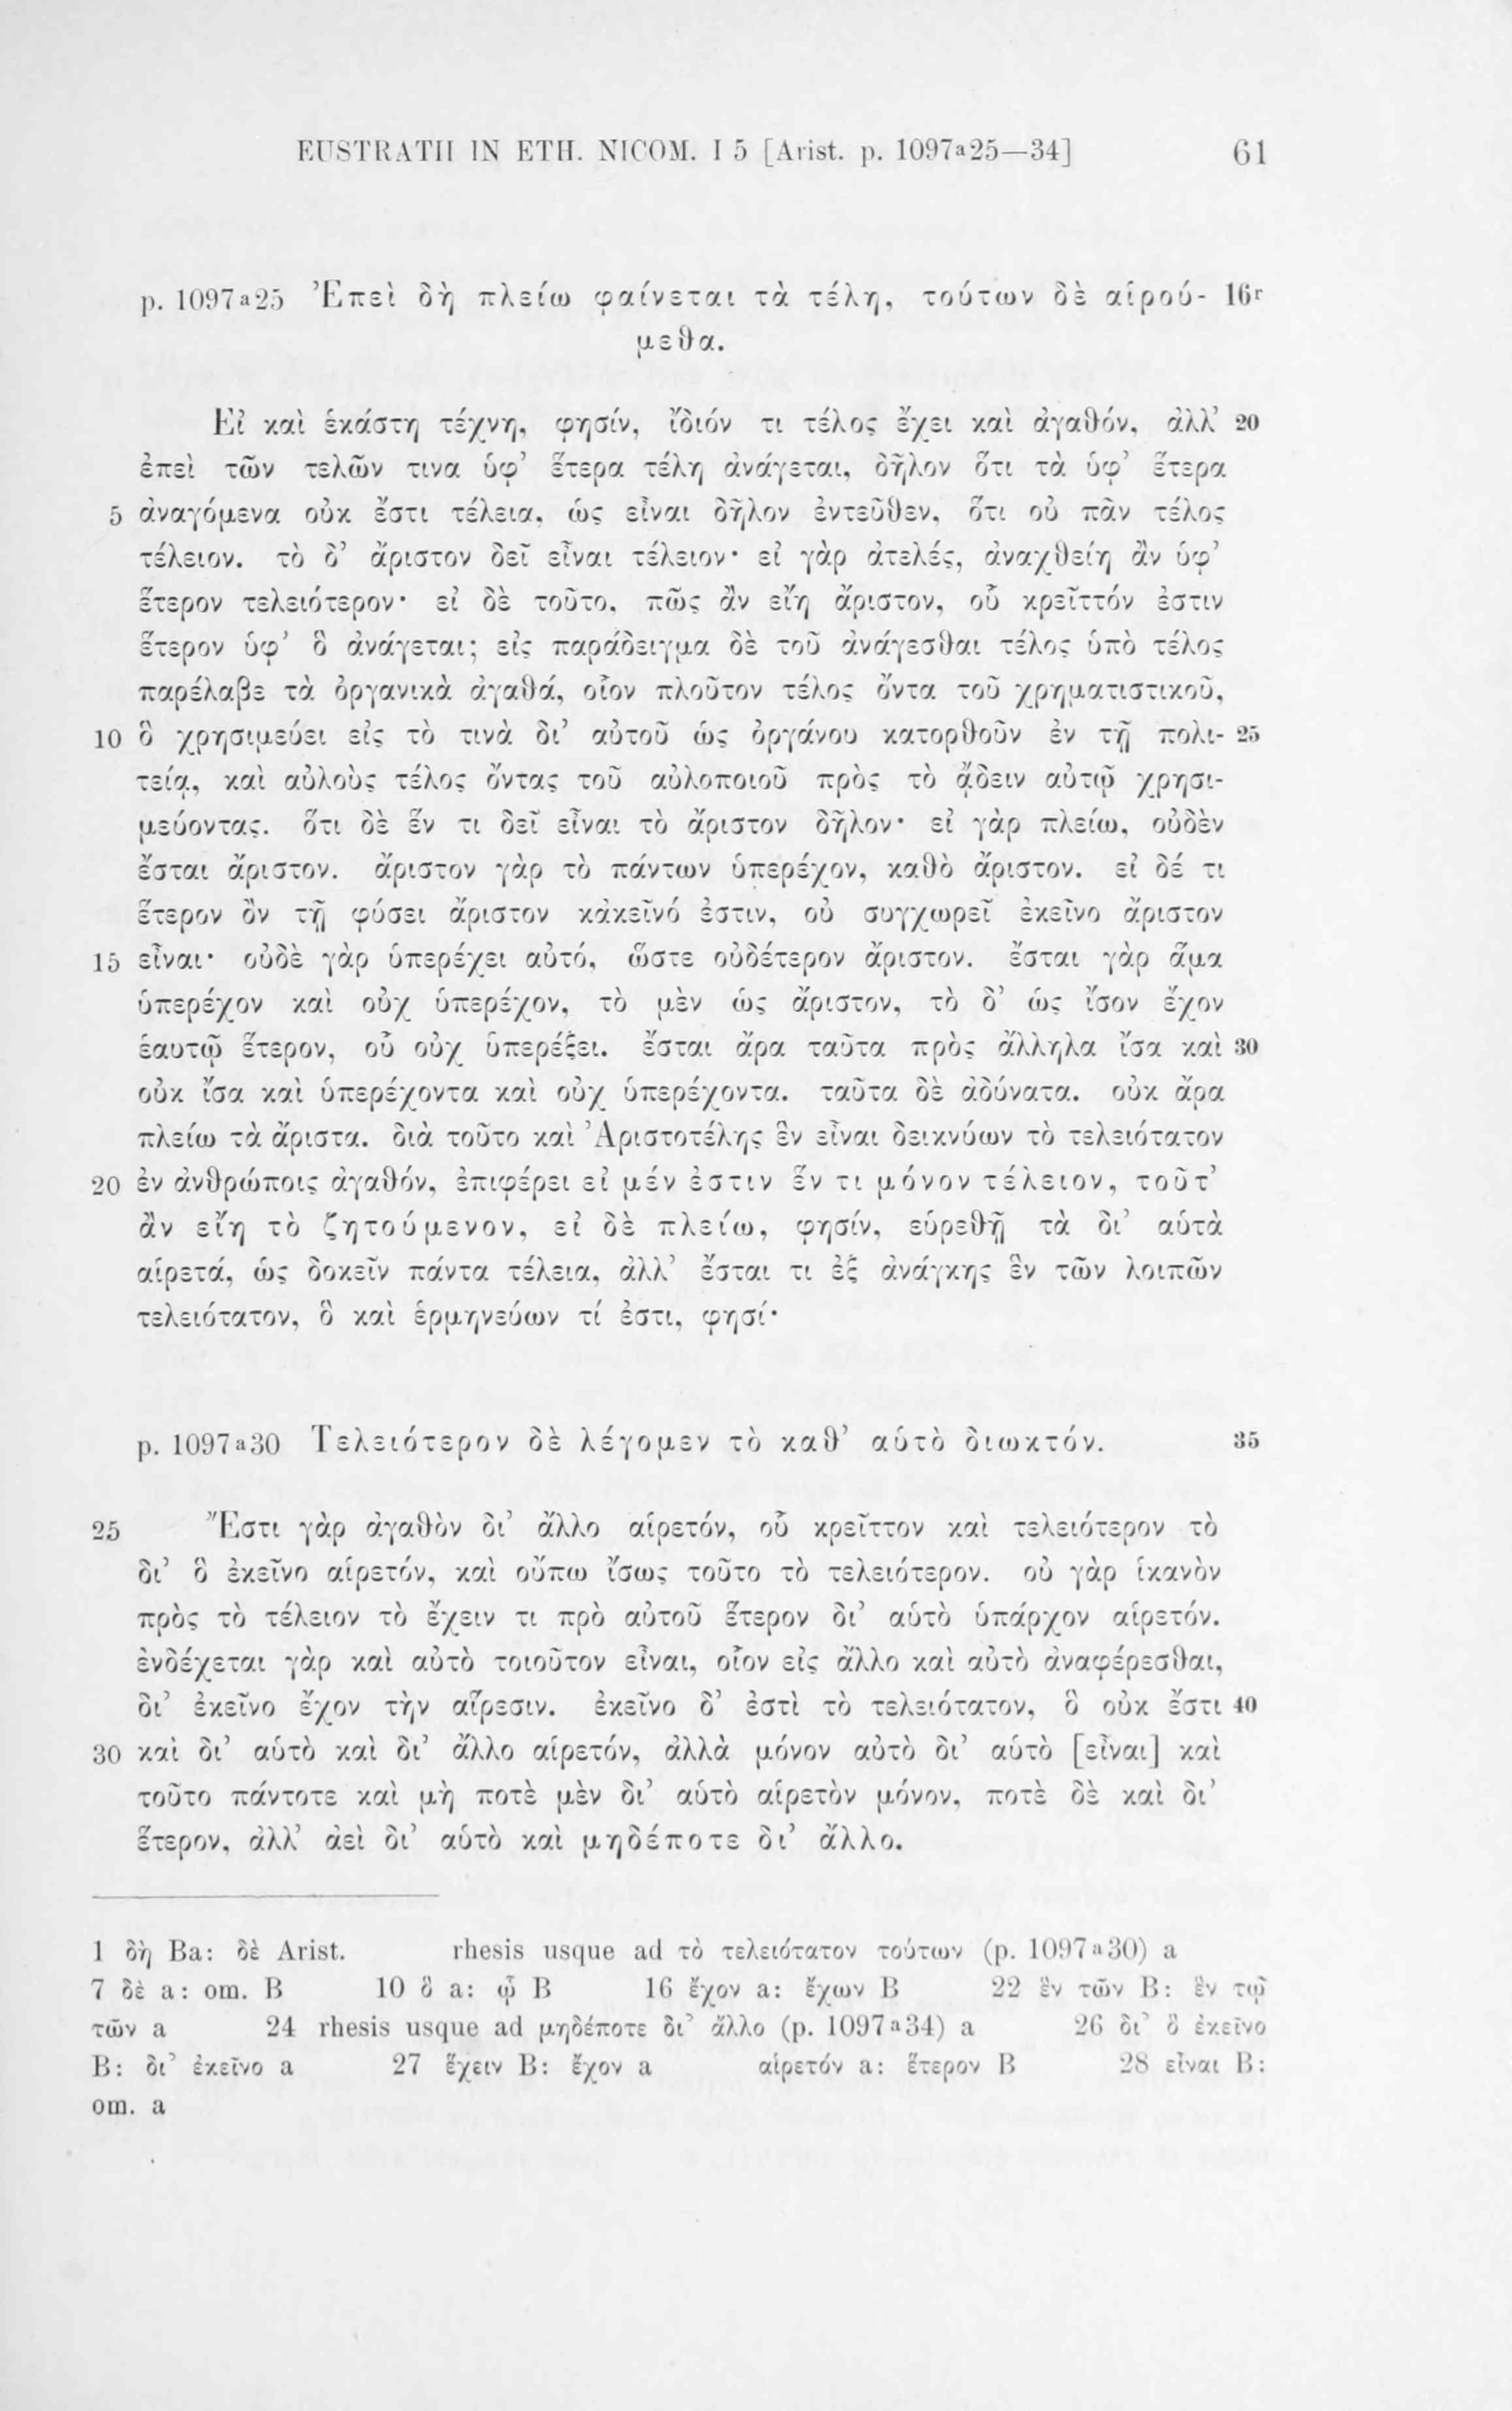 EUSTRATII IN ETH. NICOM. I 5 [Arist. p. 1097a25—34] 61
p. 1097a25 Ἐπεὶ δὴ πλείω φαίνεται τὰ τέλη, τούτων δὲ αἱρού- 16r
μεθα.
Εἰ καὶ ἑκάστη τέχνη, φησίν, ἴδιόν τι τέλος ἔχει καὶ ἀγαθόν, ἀλλ’ 20
ἐπεὶ τῶν τελῶν τινα ὑφ’ ἕτερα τέλη ἀνάγεται, δῆλον ὅτι τὰ ὑφ’ ἕτερα
5 ἀναγόμενα οὐκ ἔστι τέλεια, ὡς εἶναι δῆλον ἐντεῦθεν, ὅτι οὐ πᾶν τέλος
τέλειον. τὸ δ’ ἄριστον δεῖ εἶναι τέλειον· εἰ γὰρ ἀτελές, ἀναχθείη ἂν ὑφ’
ἕτερον τελειότερον· εἰ δὲ τοῦτο, πῶς ἂν εἴη ἄριστον, οὗ κρεῖττόν ἐστιν
ἕτερον ὑφ’ ὃ ἀνάγεται; εἰς παράδειγμα δὲ τοῦ ἀνάγεσθαι τέλος ὑπὸ τέλος
παρέλαβε τὰ ὀργανικὰ ἀγαθά, οἷον πλοῦτον τέλος ὄντα τοῦ χρηματιστικοῦ,
10 ὃ χρησιμεύει εἰς τὸ τινὰ δι’ αὐτοῦ ὡς ὀργάνου κατορθοῦν ἐν τῇ πολι- 25
τείᾳ, καὶ αὐλοὺς τέλος ὄντας τοῦ αὐλοποιοῦ πρὸς τὸ ᾄδειν αὐτῷ χρησι-
μεύοντας. ὅτι δὲ ἕν τι δεῖ εἶναι τὸ ἄριστον δῆλον· εἰ γὰρ πλείω, οὐδὲν
ἔσται ἄριστον. ἄριστον γὰρ τὸ πάντων ὑπερέχον, καθὸ ἄριστον. εἰ δέ τι
ἕτερον ὂν τῇ φύσει ἄριστον κἀκεῖνό ἐστιν, οὐ συγχωρεῖ ἐκεῖνο ἄριστον
15 εἶναι· οὐδὲ γὰρ ὑπερέχει αὐτό, ὥστε οὐδέτερον ἄριστον. ἔσται γὰρ ἅμα
ὑπερέχον καὶ οὐχ ὑπερέχον, τὸ μὲν ὡς ἄριστον, τὸ δ’ ὡς ἴσον ἔχον
ἑαυτῷ ἕτερον, οὗ οὐχ ὑπερέξει. ἔσται ἄρα ταῦτα πρὸς ἄλληλα ἴσα καὶ 30
οὐκ ἴσα καὶ ὑπερέχοντα καὶ οὐχ ὑπερέχοντα. ταῦτα δὲ ἀδύνατα. οὐκ ἄρα
πλείω τὰ ἄριστα. διὰ τοῦτο καὶ Ἀριστοτέλης ἓν εἶναι δεικνύων τὸ τελειότατον
20 ἐν ἀνθρώποις ἀγαθόν, ἐπιφέρει εἰ μέν ἐστιν ἕν τι μόνον τέλειον, τοῦτ’
ἂν εἴη τὸ ζητούμενον, εἰ δὲ πλείω, φησίν, εὑρεθῇ τὰ δι’ αὑτὰ
αἱρετά, ὡς δοκεῖν πάντα τέλεια, ἀλλ’ ἔσται τι ἐξ ἀνάγκης ἓν τῶν λοιπῶν
τελειότατον, ὃ καὶ ἑρμηνεύων τί ἐστι, φησί·
p. 1097a30 Τελειότερον δὲ λέγομεν τὸ καθ’ αὑτὸ διωκτόν. 35
25 Ἔστι γὰρ ἀγαθὸν δι’ ἄλλο αἱρετόν, οὗ κρεῖττον καὶ τελειότερον τὸ
δι’ ὃ ἐκεῖνο αἱρετόν, καὶ οὔπω ἴσως τοῦτο τὸ τελειότερον. οὐ γὰρ ἱκανὸν
πρὸς τὸ τέλειον τὸ ἔχειν τι πρὸ αὐτοῦ ἕτερον δι’ αὑτὸ ὑπάρχον αἱρετόν.
ἐνδέχεται γὰρ καὶ αὐτὸ τοιοῦτον εἶναι, οἷον εἰς ἄλλο καὶ αὐτὸ ἀναφέρεσθαι,
δι’ ἐκεῖνο ἔχον τὴν αἵρεσιν. ἐκεῖνο δ’ ἐστὶ τὸ τελειότατον, ὃ οὐκ ἔστι 40
30 καὶ δι’ αὑτὸ καὶ δι’ ἄλλο αἱρετόν, ἀλλὰ μόνον αὐτὸ δι’ αὑτὸ [εἶναι] καὶ
τοῦτο πάντοτε καὶ μὴ ποτὲ μὲν δι’ αὑτὸ αἱρετὸν μόνον, ποτὲ δὲ καὶ δι’
ἕτερον, ἀλλ’ ἀεὶ δι’ αὑτὸ καὶ μηδέποτε δι’ ἄλλο.
1 δὴ Ba: δὲ Arist. rhesis usque ad τὸ τελειότατον τούτων (p. 1097a30) a
7 δὲ a: om. B 10 ὃ a: ᾧ B 16 ἔχον a: ἔχων B 22 ἓν τῶν B: ἓν τῷ
τῶν a 24 rhesis usque ad μηδέποτε δι’ ἄλλο (p. 1097a34) a 26 δι’ ὃ ἐκεῖνο
B: δι’ ἐκεῖνο a 27 ἔχειν B: ἔχον a αἱρετόν a: ἕτερον B 28 εἶναι B:
om. a